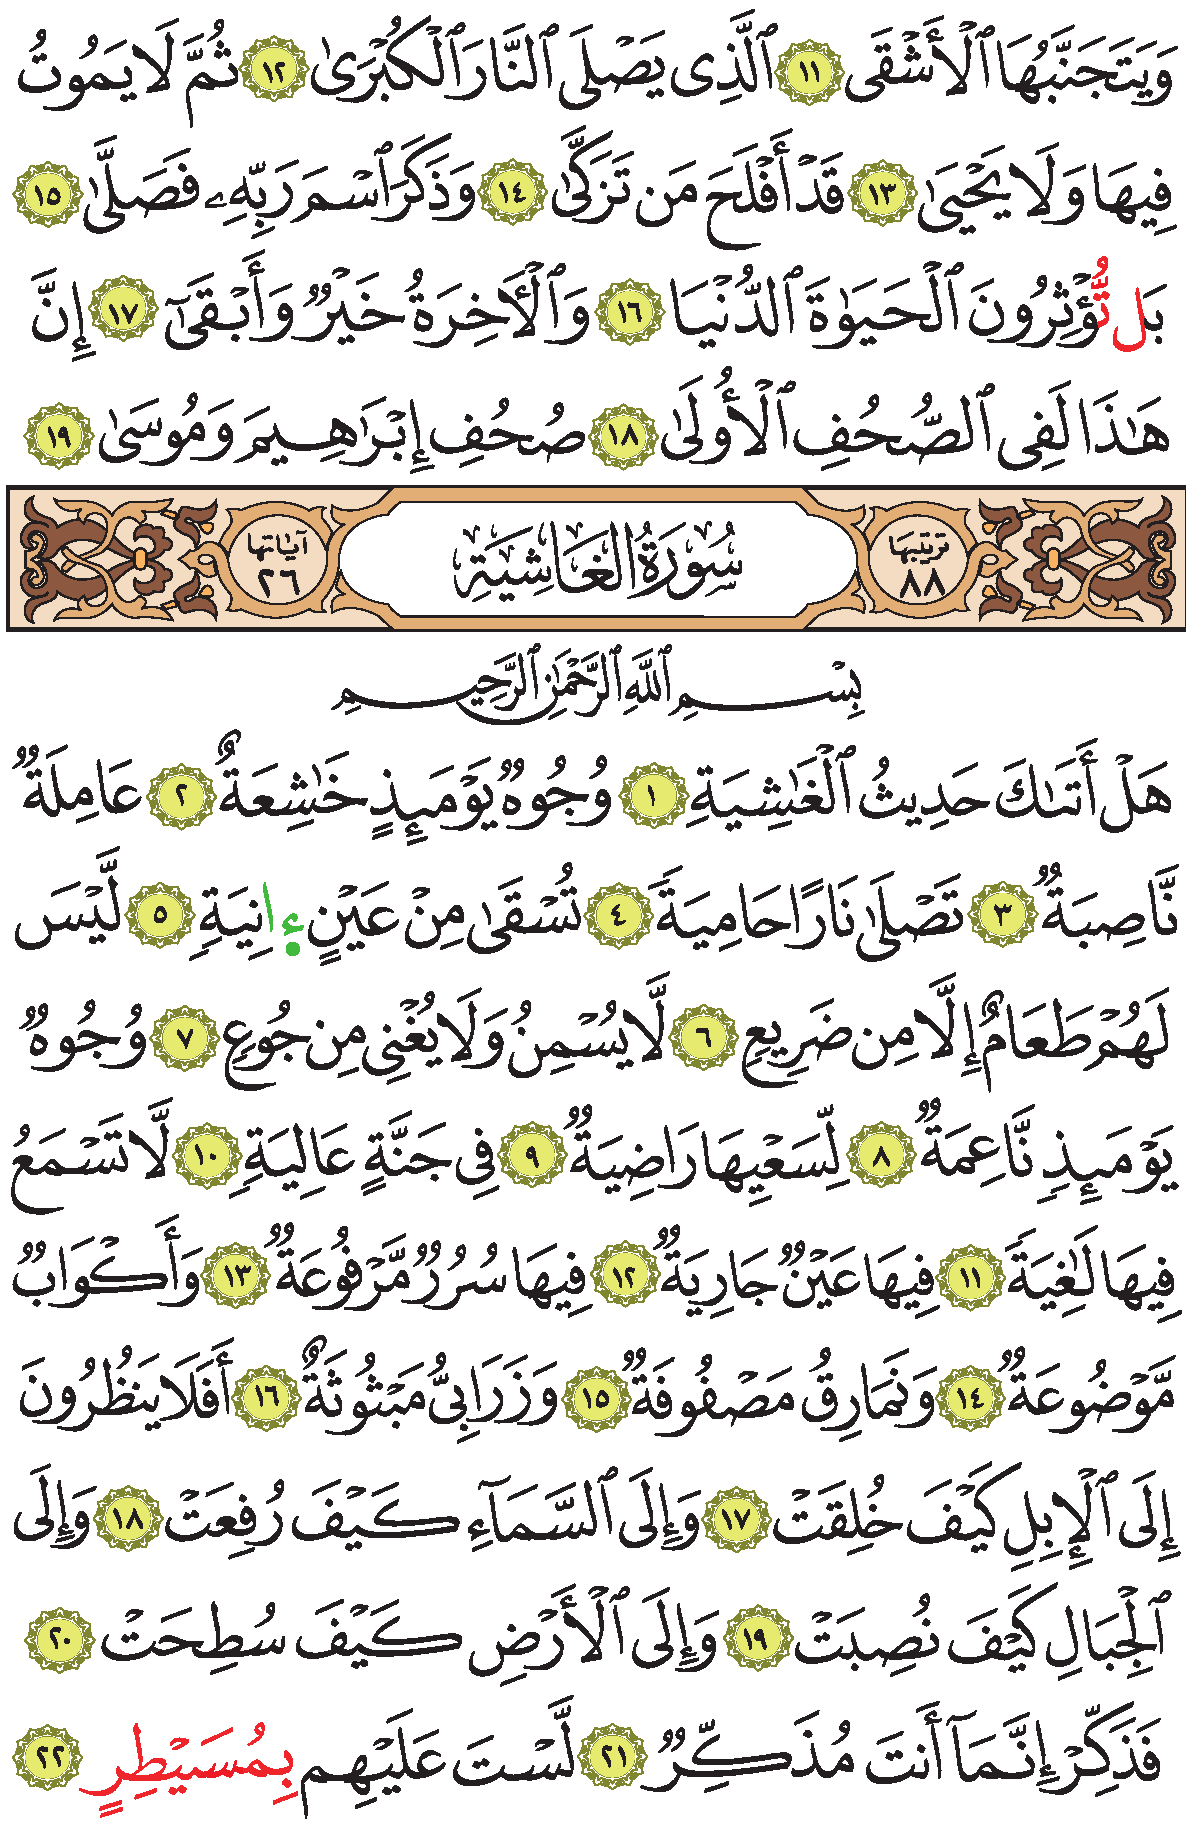 وَيَتَجَنَّبُهَا ٱلْأَشْقَى ١١ ٱلَّذِى يَصْلَى ٱلنَّارَ ٱلْكُبْرَىٰ ١٢ ثُمَّ لَا يَمُوتُ
فِيهَا وَلَا يَحْيَىٰ ١٣ قَدْ أَفْلَحَ مَن تَزَكَّىٰ ١٤ وَذَكَرَ ٱسْمَ رَبِّهِۦ فَصَلَّىٰ ١٥
بَل تُّؤْثِرُونَ ٱلْحَيَوٰةَ ٱلدُّنْيَا ١٦ وَٱلْأَخِرَةُ خَيْرٌ وَأَبْقَىٰٓ ١٧ إِنَّ
هَـٰذَا لَفِى ٱلصُّحُفِ ٱلْأُولَىٰ ١٨ صُحُفِ إِبْرَٰهِيمَ وَمُوسَىٰ ١٩
ترتيبها ٨٨ سُورَةُ الغَاشِيَةِ آياتها ٢٦
بِسْمِ ٱللَّهِ ٱلرَّحْمَـٰنِ ٱلرَّحِيمِ
هَلْ أَتَىٰكَ حَدِيثُ ٱلْغَـٰشِيَةِ ١ وُجُوهٌ يَوْمَئِذٍ خَـٰشِعَةٌ ٢ عَامِلَةٌ
نَّاصِبَةٌ ٣ تَصْلَىٰ نَارًا حَامِيَةً ٤ تُسْقَىٰ مِنْ عَيْنٍ ءَانِيَةٍ ٥ لَّيْسَ
لَهُمْ طَعَامٌ إِلَّا مِن ضَرِيعٍ ٦ لَّا يُسْمِنُ وَلَا يُغْنِى مِن جُوعٍ ٧ وُجُوهٌ
يَوْمَئِذٍ نَّاعِمَةٌ ٨ لِّسَعْيِهَا رَاضِيَةٌ ٩ فِى جَنَّةٍ عَالِيَةٍ ١٠ لَّا تَسْمَعُ
فِيهَا لَـٰغِيَةً ١١ فِيهَا عَيْنٌ جَارِيَةٌ ١٢ فِيهَا سُرُرٌ مَّرْفُوعَةٌ ١٣ وَأَكْوَابٌ
مَّوْضُوعَةٌ ١٤ وَنَمَارِقُ مَصْفُوفَةٌ ١٥ وَزَرَابِىُّ مَبْثُوثَةٌ ١٦ أَفَلَا يَنظُرُونَ
إِلَى ٱلْإِبِلِ كَيْفَ خُلِقَتْ ١٧ وَإِلَى ٱلسَّمَآءِ كَيْفَ رُفِعَتْ ١٨ وَإِلَى
ٱلْجِبَالِ كَيْفَ نُصِبَتْ ١٩ وَإِلَى ٱلْأَرْضِ كَيْفَ سُطِحَتْ ٢٠
فَذَكِّرْ إِنَّمَآ أَنتَ مُذَكِّرٌ ٢١ لَّسْتَ عَلَيْهِم بِمُسَيْطِرٍ ٢٢